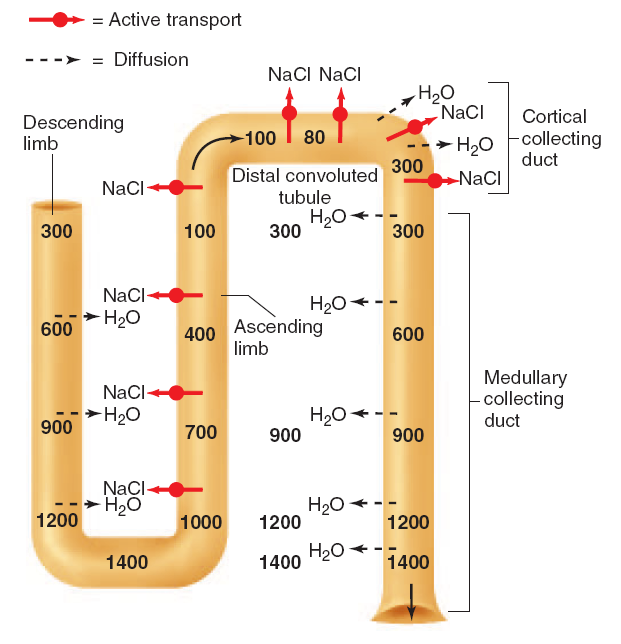 = Active transport
= Diffusion
NaCl NaCl
H₂O
NaCl
Cortical
collecting
duct
H₂O
NaCl
Descending
limb
100 80
300
Distal convoluted
tubule
NaCl
300
100
300
H₂O
300
NaCl
H₂O
600
400
Ascending
limb
H₂O
600
Medullary
collecting
duct
NaCl
H₂O
900
700
900
H₂O
900
NaCl
H₂O
1200
1000
1200
H₂O
1200
1400
1400
H₂O
1400